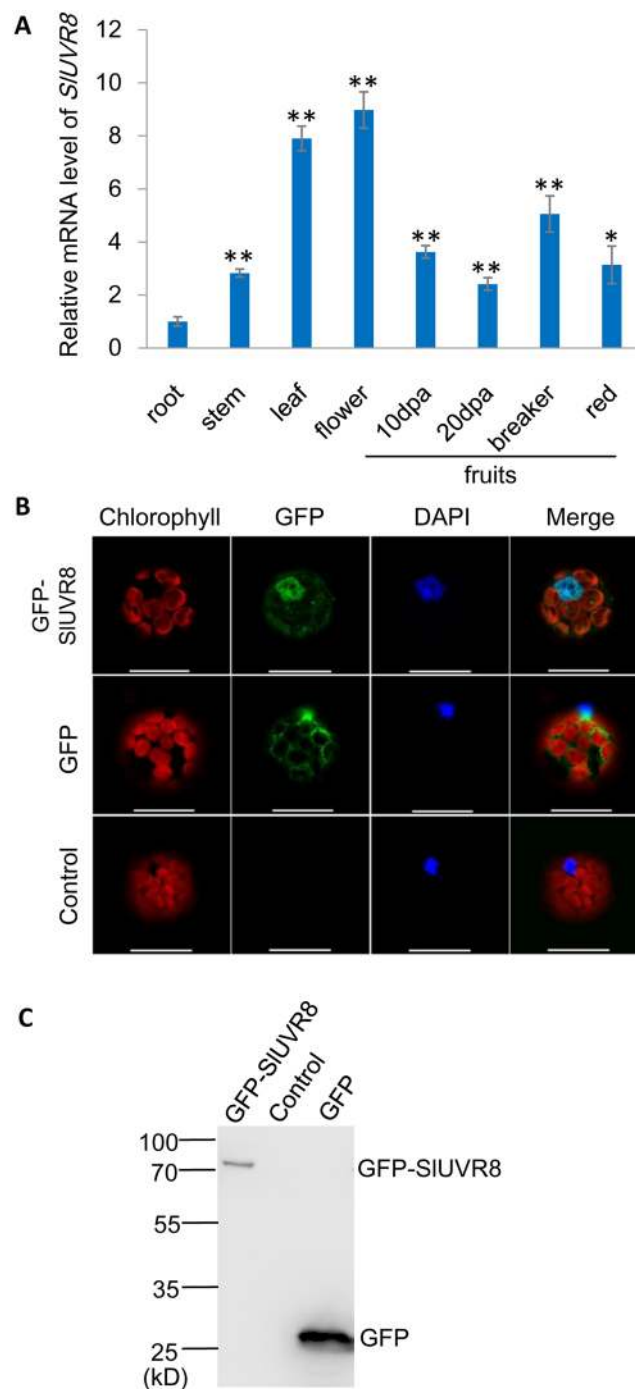 A
Relative mRNA level of SlUVR8
12
10
8
6
4
2
0
**
**
**
**
**
**
*
root
stem
leaf
flower
10dpa
20dpa
breaker
red
fruits
B
Chlorophyll GFP DAPI Merge
GFP-
SlUVR8
GFP
Control
C
GFP-SlUVR8
Control
GFP
100
70
55
35
25
(kD)
GFP-SlUVR8
GFP